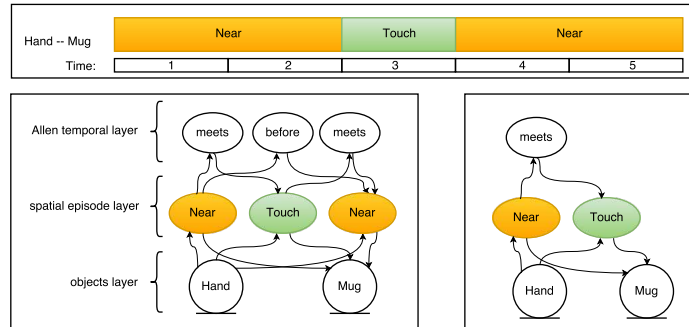 Near Touch Near
Hand -- Mug
Time: 1 2 3 4 5
Allen temporal layer meets before meets
spatial episode layer Near Touch Near
objects layer Hand Mug
meets
Near Touch
Hand Mug